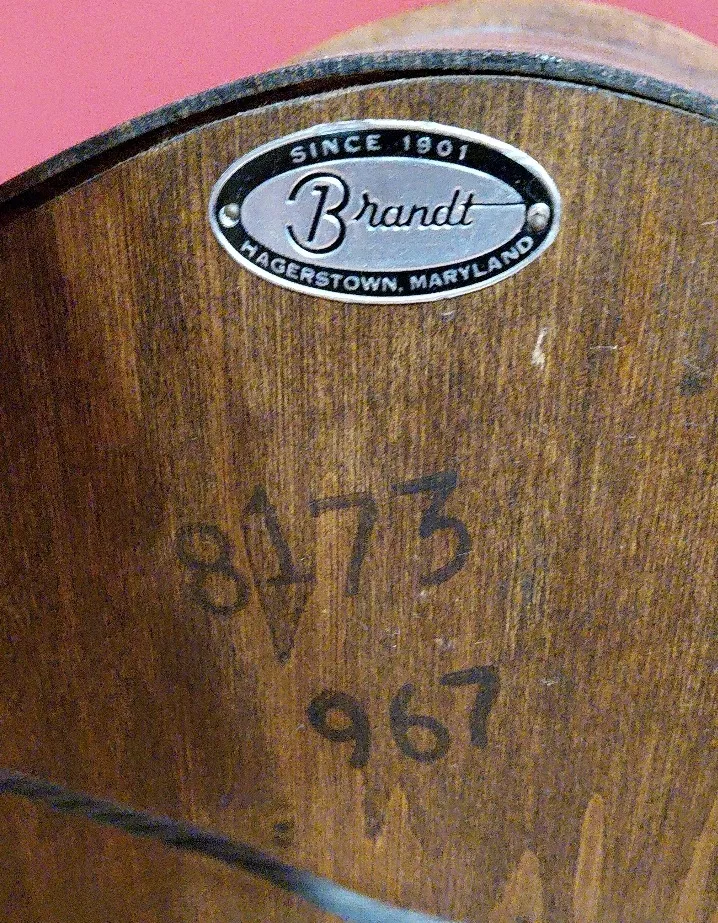 SINCE 1901
Brandt
HAGERSTOWN, MARYLAND
8173
967